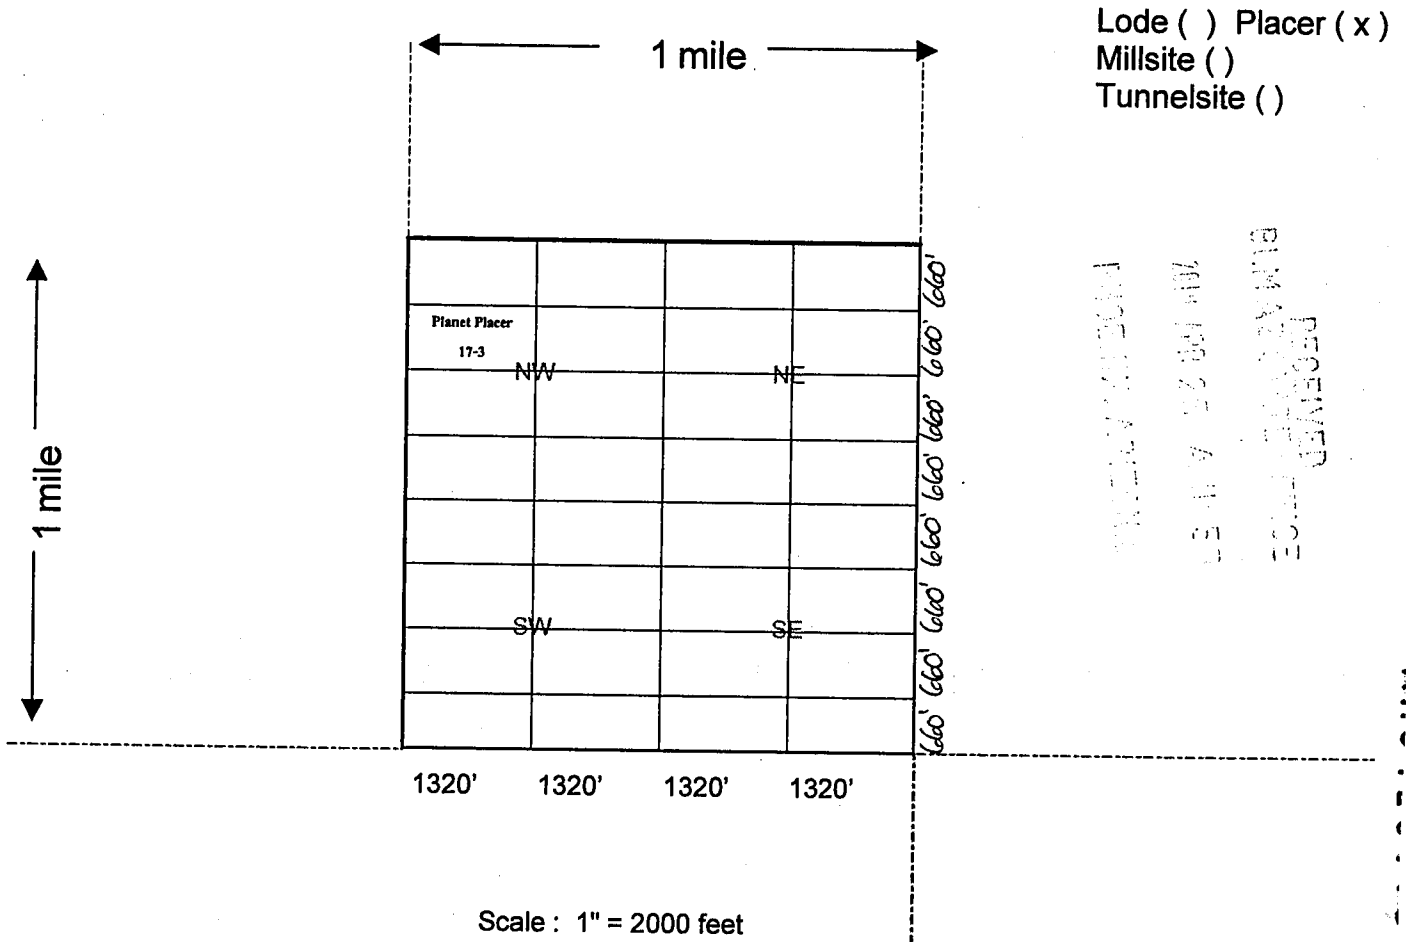 Lode ( ) Placer ( x )
Millsite ( )
Tunnelsite ( )
1 mile
1 mile
Planet Placer
17-3
NW
NE
SW
SE
660'
660'
660'
660'
660'
660'
660'
660'
1320' 1320' 1320' 1320'
Scale : 1" = 2000 feet
RECEIVED